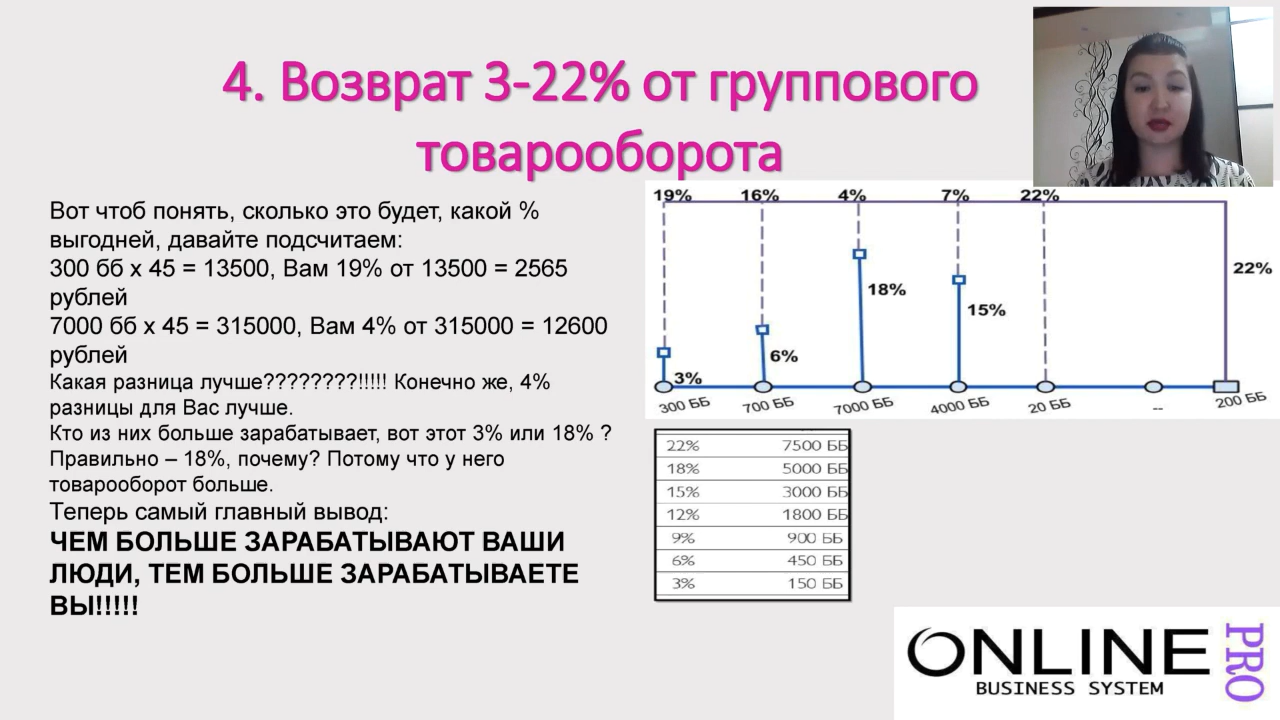 4. Возврат 3-22% от группового
товарооборота
Вот чтоб понять, сколько это будет, какой %
выгодней, давайте подсчитаем:
300 бб х 45 = 13500, Вам 19% от 13500 = 2565
рублей
7000 бб х 45 = 315000, Вам 4% от 315000 = 12600
рублей
Какая разница лучше????????!!!!! Конечно же, 4%
разницы для Вас лучше.
Кто из них больше зарабатывает, вот этот 3% или 18% ?
Правильно – 18%, почему? Потому что у него
товарооборот больше.
Теперь самый главный вывод:
ЧЕМ БОЛЬШЕ ЗАРАБАТЫВАЮТ ВАШИ
ЛЮДИ, ТЕМ БОЛЬШЕ ЗАРАБАТЫВАЕТЕ
ВЫ!!!!!
19% 16% 4% 7% 22%
22%
18%
15%
6%
3%
300 ББ 700 ББ 7000 ББ 4000 ББ 20 ББ -- 200 ББ
22% 7500 ББ
18% 5000 ББ
15% 3000 ББ
12% 1800 ББ
9% 900 ББ
6% 450 ББ
3% 150 ББ
ONLINE PRO
BUSINESS SYSTEM